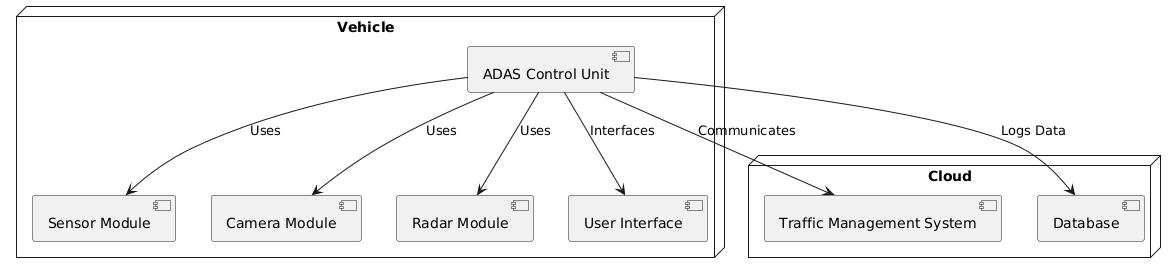 Vehicle
ADAS Control Unit
Uses
Uses
Uses
Interfaces
Communicates
Logs Data
Cloud
Sensor Module
Camera Module
Radar Module
User Interface
Traffic Management System
Database